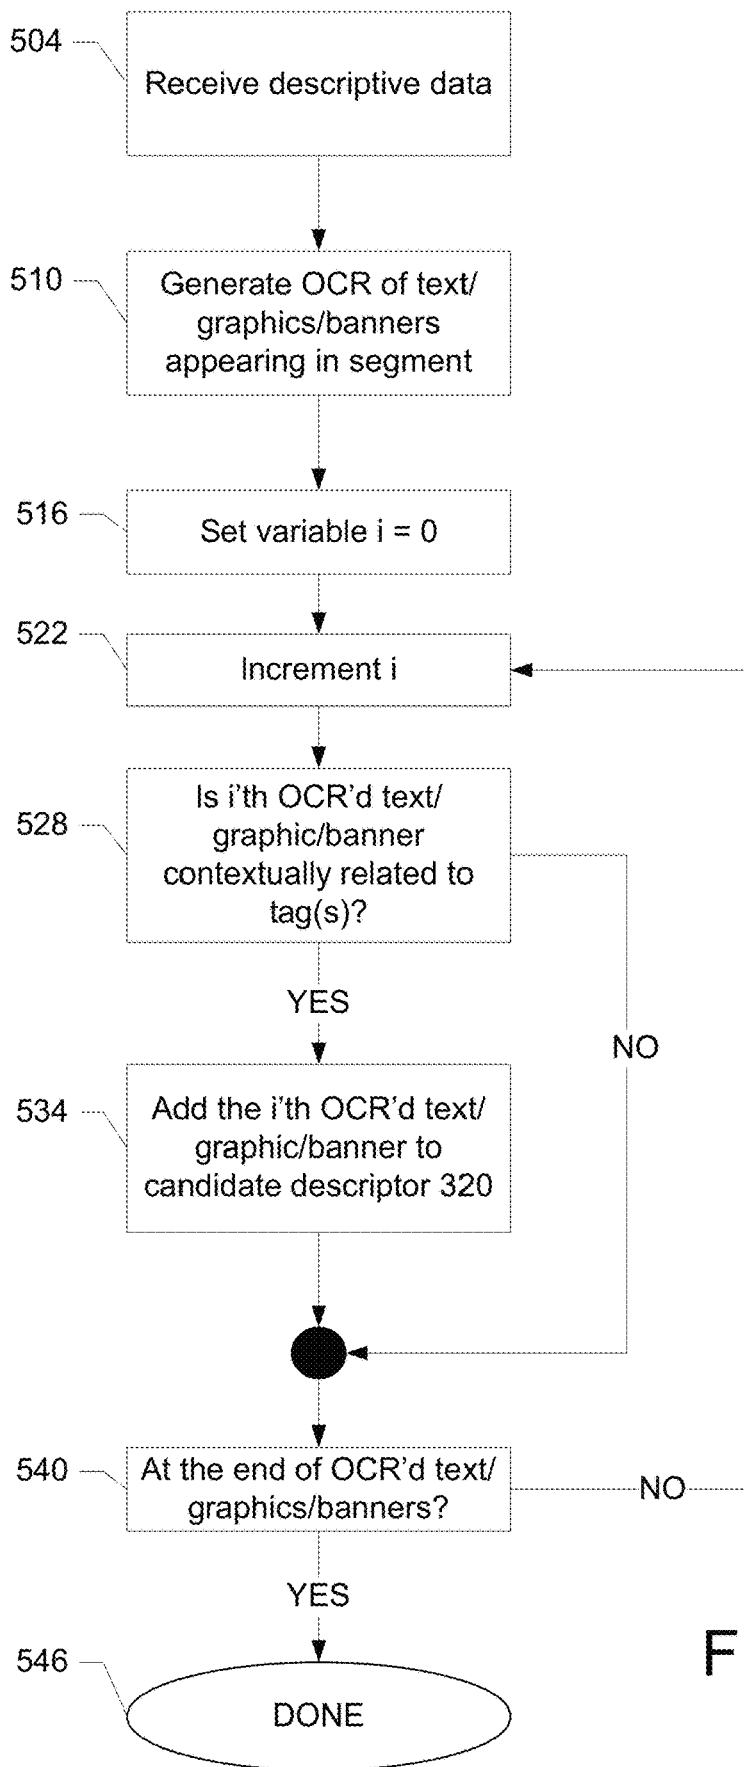 504
Receive descriptive data
510
Generate OCR of text/
graphics/banners
appearing in segment
516
Set variable i = 0
522
Increment i
528
Is i'th OCR'd text/
graphic/banner
contextually related to
tag(s)?
YES
NO
534
Add the i'th OCR'd text/
graphic/banner to
candidate descriptor 320
540
At the end of OCR'd text/
graphics/banners?
NO
YES
546
DONE
F